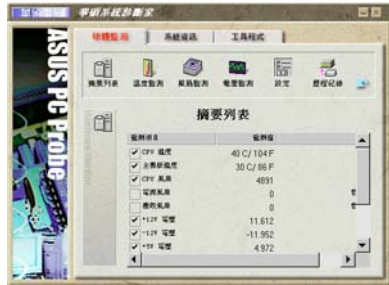 華碩系統診斷家
ASUS PC Probe
硬體監測 系統資訊 工具程式
摘要列表 溫度監測 風扇監測 電壓監測 設定 歷程紀錄
摘要列表
監測項目 監測值
CPU 溫度 40 C/ 104 F
主機板溫度 30 C/ 86 F
CPU 風扇 4891
電源風扇 0
機殼風扇 0
+12V 電壓 11.612
-12V 電壓 -11.952
+5V 電壓 4.972